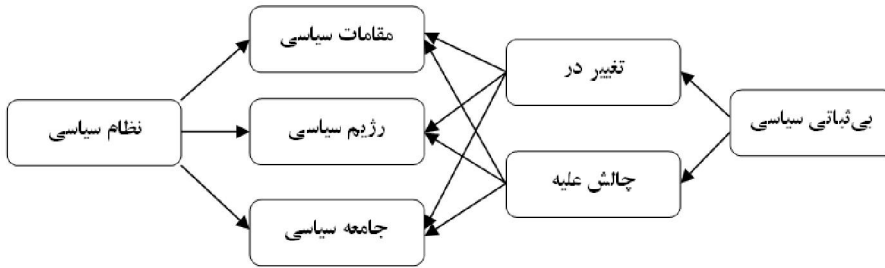 بی‌ثباتی سیاسی
تغییر در
چالش علیه
مقامات سیاسی
رژیم سیاسی
جامعه سیاسی
نظام سیاسی